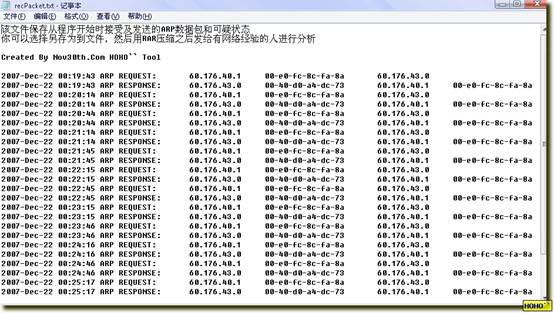 recPacket.txt - 记事本
文件(F) 编辑(E) 格式(O) 查看(V) 帮助(H)
该文件保存从程序开始时接受及发送的ARP数据包和可疑状态
你可以选择另存为到文件，然后用RAR压缩之后发给有网络经验的人进行分析
Created By Nov30th.Com HOHO`` Tool
2007-Dec-22 00:19:43 ARP REQUEST: 60.176.40.1 00-e0-fc-8c-fa-8a 60.176.43.0
2007-Dec-22 00:19:43 ARP RESPONSE: 60.176.43.0 00-40-d0-a4-dc-73 60.176.40.1 00-e0-fc-8c-fa-8a
2007-Dec-22 00:20:14 ARP REQUEST: 60.176.40.1 00-e0-fc-8c-fa-8a 60.176.43.0
2007-Dec-22 00:20:14 ARP RESPONSE: 60.176.43.0 00-40-d0-a4-dc-73 60.176.40.1 00-e0-fc-8c-fa-8a
2007-Dec-22 00:20:44 ARP REQUEST: 60.176.40.1 00-e0-fc-8c-fa-8a 60.176.43.0
2007-Dec-22 00:20:44 ARP RESPONSE: 60.176.43.0 00-40-d0-a4-dc-73 60.176.40.1 00-e0-fc-8c-fa-8a
2007-Dec-22 00:21:14 ARP REQUEST: 60.176.40.1 00-e0-fc-8c-fa-8a 60.176.43.0
2007-Dec-22 00:21:14 ARP RESPONSE: 60.176.43.0 00-40-d0-a4-dc-73 60.176.40.1 00-e0-fc-8c-fa-8a
2007-Dec-22 00:21:45 ARP REQUEST: 60.176.40.1 00-e0-fc-8c-fa-8a 60.176.43.0
2007-Dec-22 00:21:45 ARP RESPONSE: 60.176.43.0 00-40-d0-a4-dc-73 60.176.40.1 00-e0-fc-8c-fa-8a
2007-Dec-22 00:22:15 ARP REQUEST: 60.176.40.1 00-e0-fc-8c-fa-8a 60.176.43.0
2007-Dec-22 00:22:15 ARP RESPONSE: 60.176.43.0 00-40-d0-a4-dc-73 60.176.40.1 00-e0-fc-8c-fa-8a
2007-Dec-22 00:22:45 ARP REQUEST: 60.176.40.1 00-e0-fc-8c-fa-8a 60.176.43.0
2007-Dec-22 00:22:45 ARP RESPONSE: 60.176.43.0 00-40-d0-a4-dc-73 60.176.40.1 00-e0-fc-8c-fa-8a
2007-Dec-22 00:23:15 ARP REQUEST: 60.176.40.1 00-e0-fc-8c-fa-8a 60.176.43.0
2007-Dec-22 00:23:15 ARP RESPONSE: 60.176.43.0 00-40-d0-a4-dc-73 60.176.40.1 00-e0-fc-8c-fa-8a
2007-Dec-22 00:23:46 ARP REQUEST: 60.176.40.1 00-e0-fc-8c-fa-8a 60.176.43.0
2007-Dec-22 00:23:46 ARP RESPONSE: 60.176.43.0 00-40-d0-a4-dc-73 60.176.40.1 00-e0-fc-8c-fa-8a
2007-Dec-22 00:24:16 ARP REQUEST: 60.176.40.1 00-e0-fc-8c-fa-8a 60.176.43.0
2007-Dec-22 00:24:16 ARP RESPONSE: 60.176.43.0 00-40-d0-a4-dc-73 60.176.40.1 00-e0-fc-8c-fa-8a
2007-Dec-22 00:24:46 ARP REQUEST: 60.176.40.1 00-e0-fc-8c-fa-8a 60.176.43.0
2007-Dec-22 00:24:46 ARP RESPONSE: 60.176.43.0 00-40-d0-a4-dc-73 60.176.40.1 00-e0-fc-8c-fa-8a
2007-Dec-22 00:25:17 ARP REQUEST: 60.176.40.1 00-e0-fc-8c-fa-8a 60.176.43.0
2007-Dec-22 00:25:17 ARP RESPONSE: 60.176.43.0 00-40-d0-a4-dc-73 60.176.40.1 00-e0-fc-8c-fa-8a
HOHO``